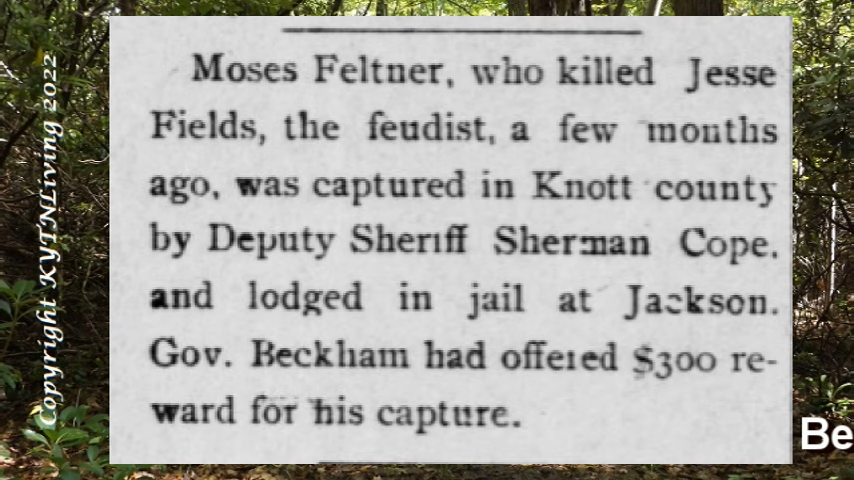 Moses Feltner, who killed Jesse
Fields, the feudist, a few months
ago, was captured in Knott county
by Deputy Sheriff Sherman Cope,
and lodged in jail at Jackson.
Gov. Beckham had offered $300 re-
ward for his capture.
Copyright KYTNLiving 2022
Be